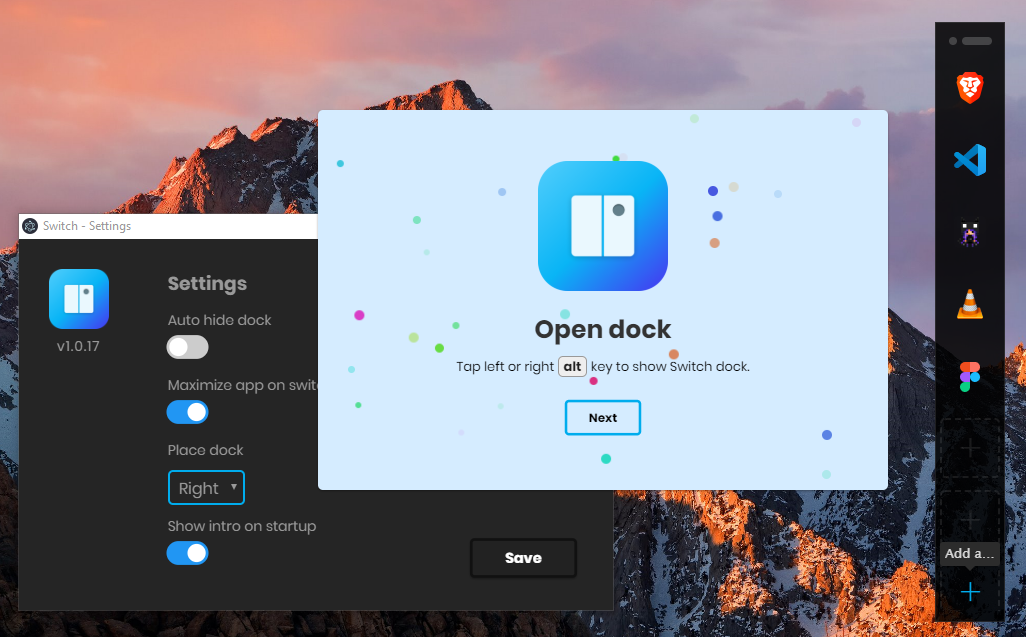 Switch - Settings
v1.0.17
Settings
Auto hide dock
Maximize app on swit
Place dock
Right
Show intro on startup
Save
Open dock
Tap left or right alt key to show Switch dock.
Next
Add a...